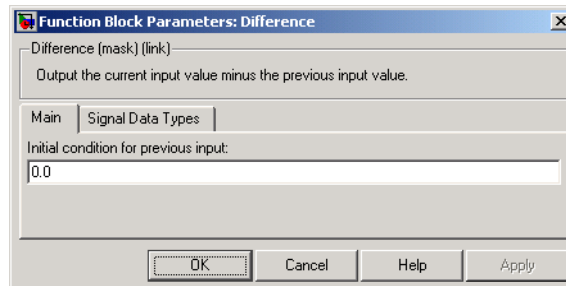 Function Block Parameters: Difference
Difference (mask) (link)
Output the current input value minus the previous input value.
Main Signal Data Types
Initial condition for previous input:
0.0
OK Cancel Help Apply